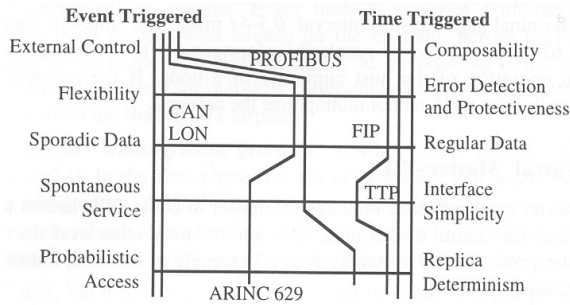 Event Triggered
Time Triggered
External Control
PROFIBUS
Composability
Flexibility
Error Detection
and Protectiveness
CAN
LON
FIP
Sporadic Data
Regular Data
Spontaneous
Service
TTP
Interface
Simplicity
Probabilistic
Access
ARINC 629
Replica
Determinism